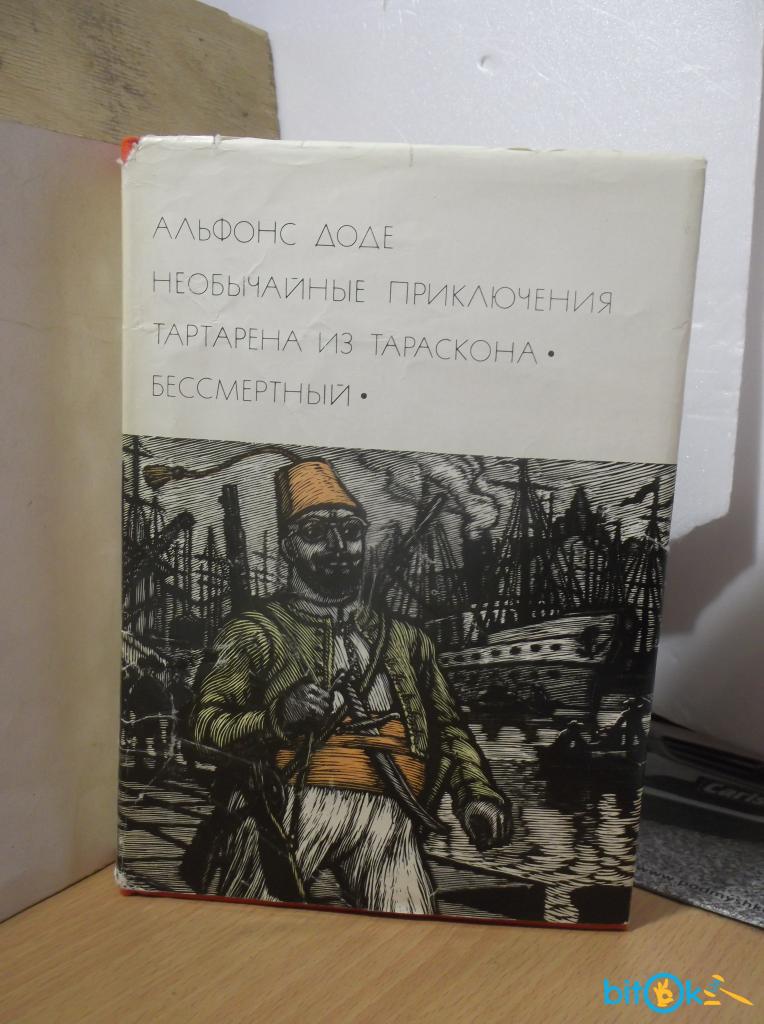 АЛЬФОНС ДОДЕ
НЕОБЫЧАЙНЫЕ ПРИКЛЮЧЕНИЯ
ТАРТАРЕНА ИЗ ТАРАСКОНА •
БЕССМЕРТНЫЙ •
bitOk